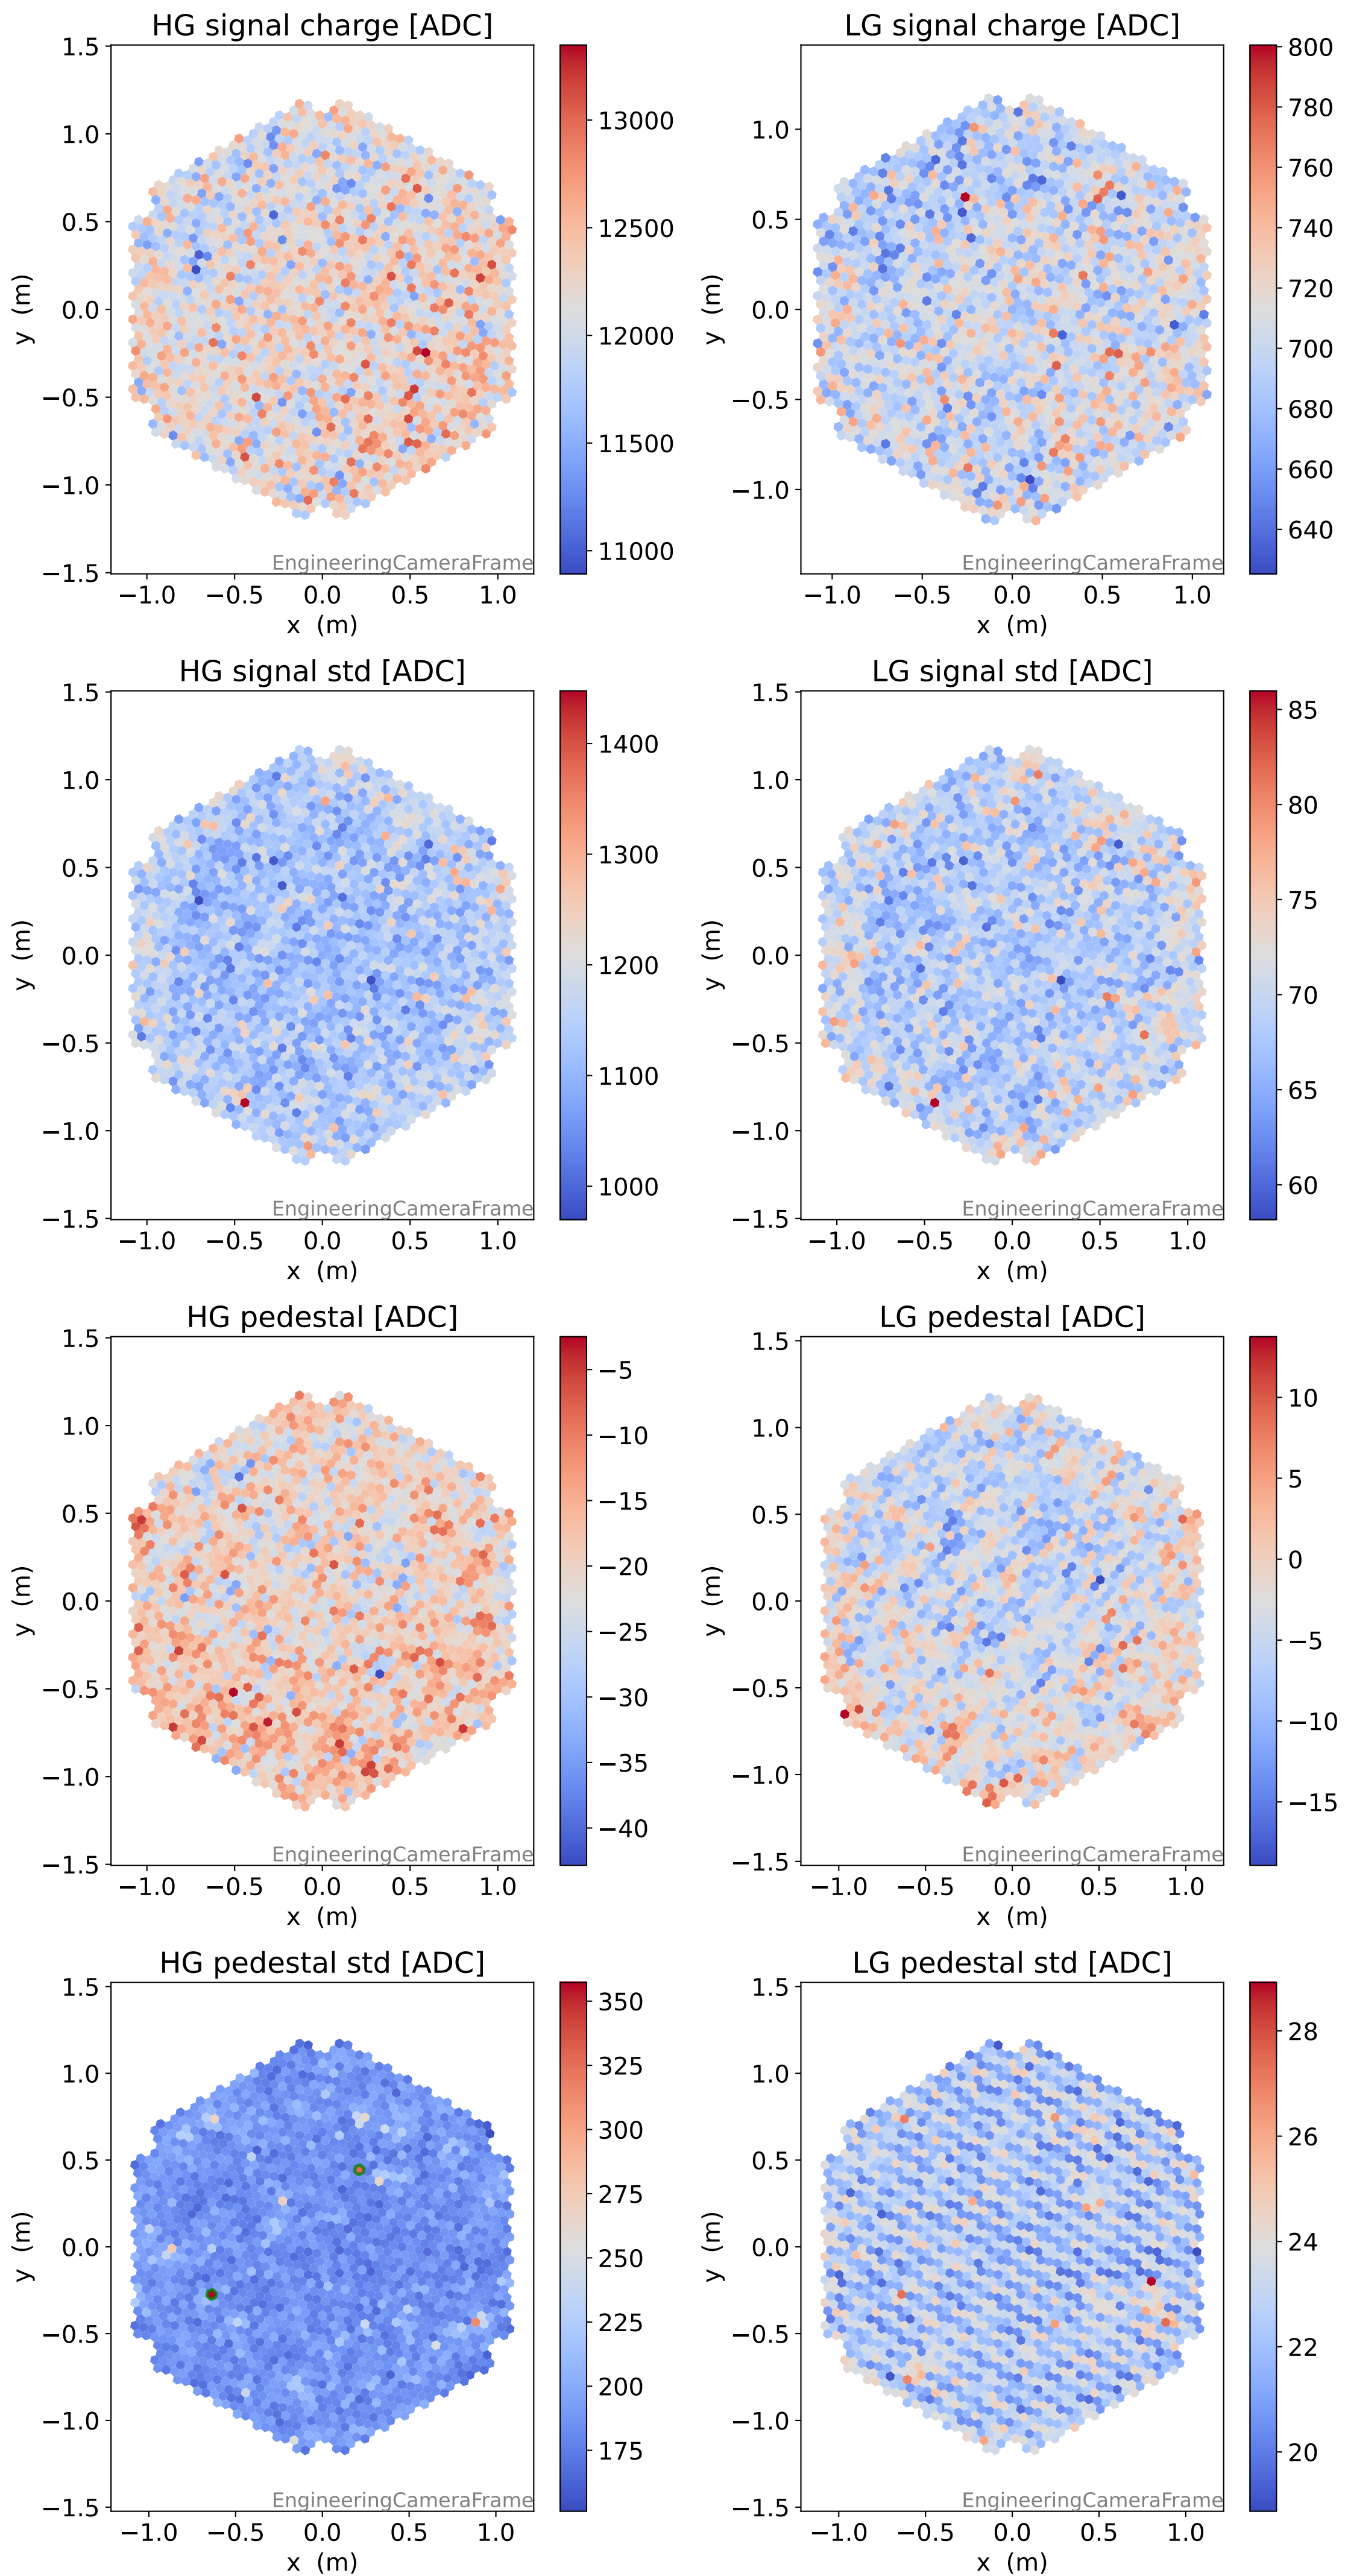 HG signal charge [ADC]
1.5
1.0
0.5
0.0
−0.5
−1.0
−1.5
y (m)
−1.0 −0.5 0.0 0.5 1.0
x (m)
EngineeringCameraFrame
13000
12500
12000
11500
11000
LG signal charge [ADC]
1.0
0.5
0.0
−0.5
−1.0
y (m)
−1.0 −0.5 0.0 0.5 1.0
x (m)
EngineeringCameraFrame
800
780
760
740
720
700
680
660
640
HG signal std [ADC]
1.5
1.0
0.5
0.0
−0.5
−1.0
−1.5
y (m)
−1.0 −0.5 0.0 0.5 1.0
x (m)
EngineeringCameraFrame
1400
1300
1200
1100
1000
LG signal std [ADC]
1.5
1.0
0.5
0.0
−0.5
−1.0
−1.5
y (m)
−1.0 −0.5 0.0 0.5 1.0
x (m)
EngineeringCameraFrame
85
80
75
70
65
60
HG pedestal [ADC]
1.5
1.0
0.5
0.0
−0.5
−1.0
−1.5
y (m)
−1.0 −0.5 0.0 0.5 1.0
x (m)
EngineeringCameraFrame
−5
−10
−15
−20
−25
−30
−35
−40
LG pedestal [ADC]
1.5
1.0
0.5
0.0
−0.5
−1.0
−1.5
y (m)
−1.0 −0.5 0.0 0.5 1.0
x (m)
EngineeringCameraFrame
10
5
0
−5
−10
−15
HG pedestal std [ADC]
1.5
1.0
0.5
0.0
−0.5
−1.0
−1.5
y (m)
−1.0 −0.5 0.0 0.5 1.0
x (m)
EngineeringCameraFrame
350
325
300
275
250
225
200
175
LG pedestal std [ADC]
1.5
1.0
0.5
0.0
−0.5
−1.0
−1.5
y (m)
−1.0 −0.5 0.0 0.5 1.0
x (m)
EngineeringCameraFrame
28
26
24
22
20